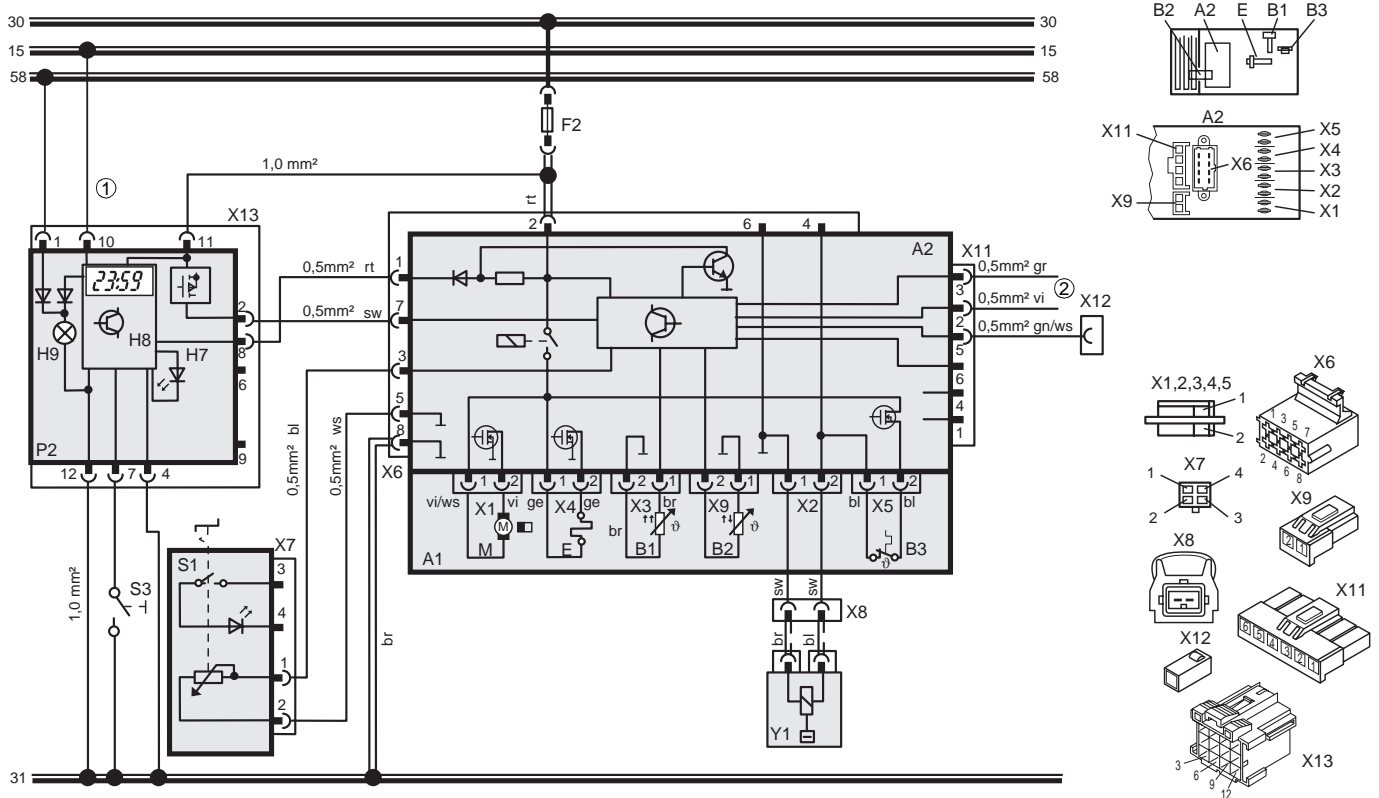 30 30
15 15
58 58
F2
1,0 mm²
1
rt
X13
1 10 11
23:59
H8
H9 H7
P2
2
8
6
9
12 7 4
0,5mm² rt
0,5mm² sw
0,5mm² bl
0,5mm² ws
1
7
3
5
8
X6
2 6 4
A2 X11
3
2
5
6
4
1
0,5mm² gr
0,5mm² vi
2
0,5mm² gn/ws
X12
1 2 1 2 2 1 2 1 1 2 1 2
vi/ws X1 vi ge X4 ge X3 br X9 X2 bl X5 bl
M
br
ϑ ϑ
A1 M E B1 B2 ϑ B3
sw sw
X8
br bl
Y1
1,0 mm²
S3
S1
X7
3
4
1
2
br
31
B2 A2 E B1 B3
A2
X11 X5
X4
X6 X3
X9 X2
X1
X1,2,3,4,5
1
2
X6
1 3 5 7
2 4 6 8
X7
1 4
2 3
X9
2 1
X8
X11
6 5 4 3 2 1
X12
X13
3
6
9
12